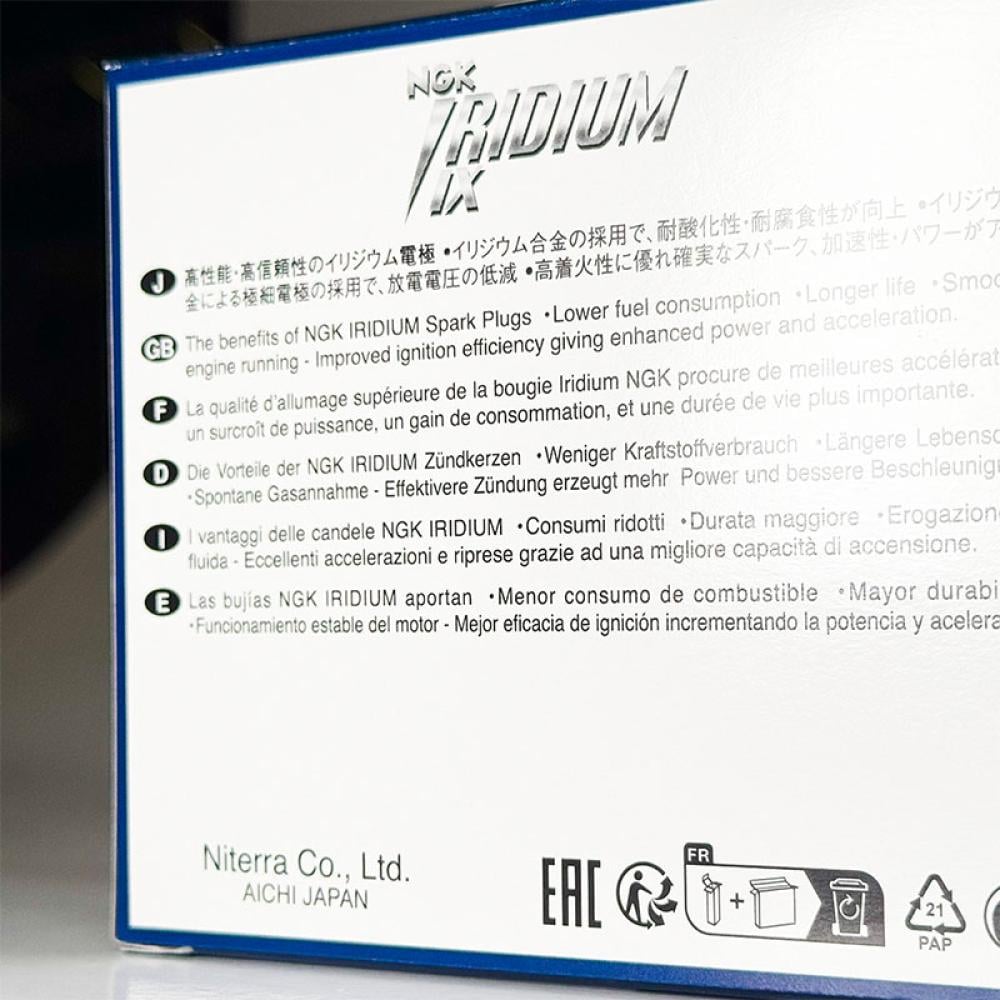 NGK
IRIDIUM
IX
J 高性能・高信頼性のイリジウム電極 •イリジウム合金の採用で、耐酸化性・耐腐食性が向上 •イリジウ
金による極細電極の採用で、放電電圧の低減 •高着火性に優れ確実なスパーク、加速性・パワーがア
GB The benefits of NGK IRIDIUM Spark Plugs •Lower fuel consumption •Longer life •Smoo
engine running - Improved ignition efficiency giving enhanced power and acceleration.
F La qualité d'allumage supérieure de la bougie Iridium NGK procure de meilleures accélérat
un surcroît de puissance, un gain de consommation, et une durée de vie plus importante.
D Die Vorteile der NGK IRIDIUM Zündkerzen •Weniger Kraftstoffverbrauch •Längere Lebensd
•Spontane Gasannahme - Effektivere Zündung erzeugt mehr Power und bessere Beschleunig
I I vantaggi delle candele NGK IRIDIUM •Consumi ridotti •Durata maggiore •Erogazion
fluida - Eccellenti accelerazioni e riprese grazie ad una migliore capacità di accensione.
E Las bujías NGK IRIDIUM aportan •Menor consumo de combustible •Mayor durabi
•Funcionamiento estable del motor - Mejor eficacia de ignición incrementando la potencia y acelera
Niterra Co., Ltd.
AICHI JAPAN
EAC
FR
+
21
PAP